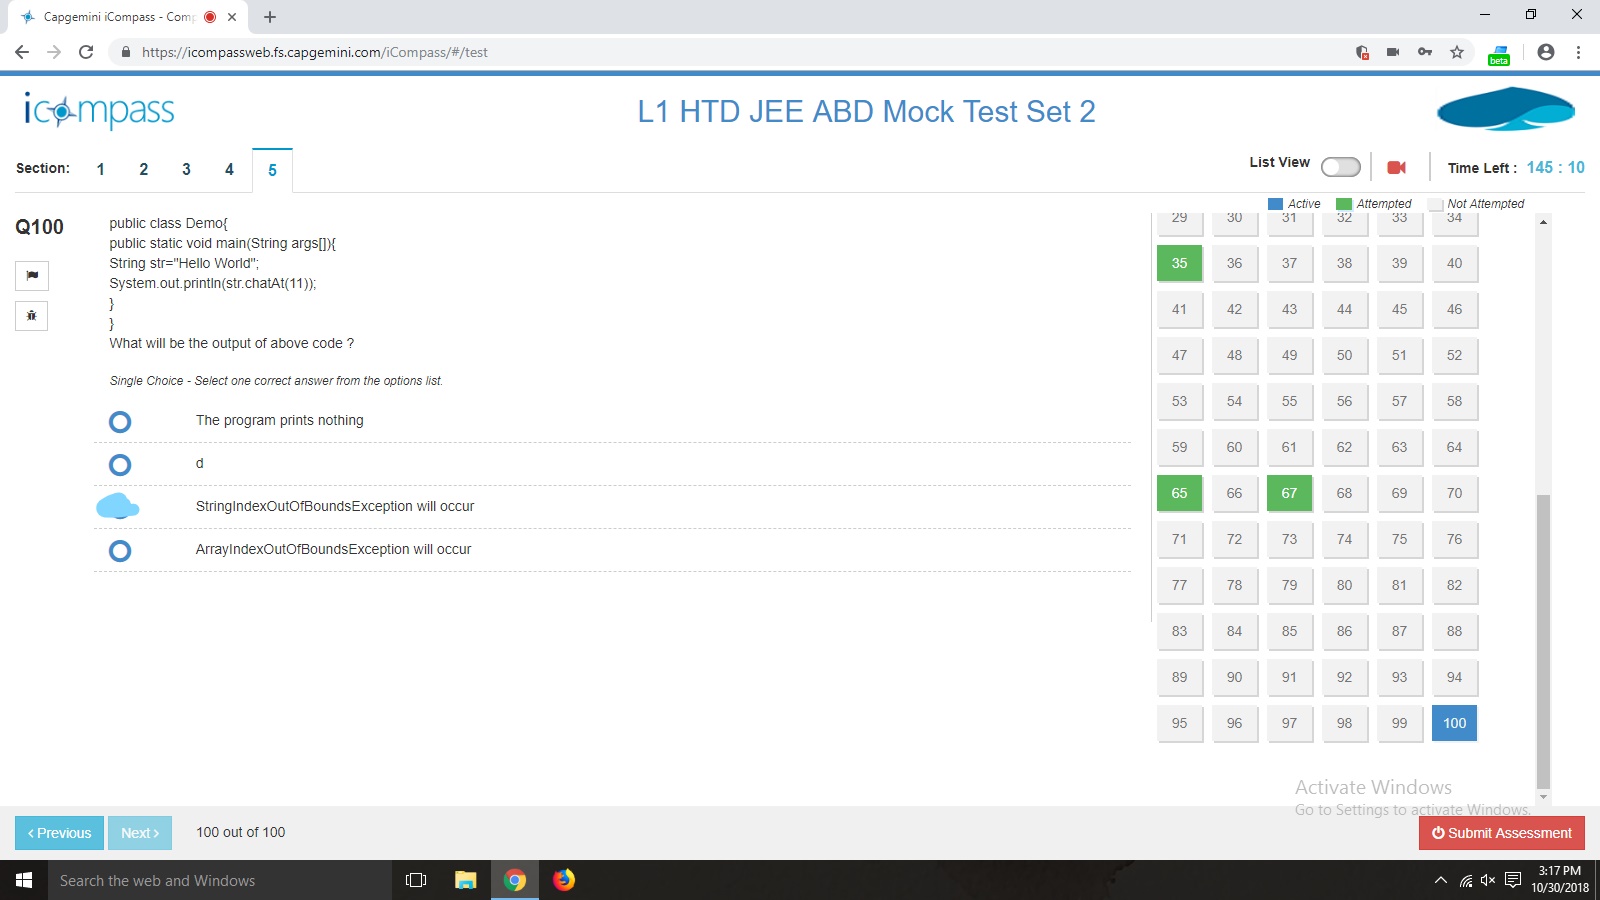 Capgemini iCompass - Comp
https://icompassweb.fs.capgemini.com/iCompass/#/test
beta
icompass
L1 HTD JEE ABD Mock Test Set 2
Section: 1 2 3 4 5
List View
Time Left : 145 : 10
Active Attempted Not Attempted
Q100
public class Demo{
public static void main(String args[]){
String str="Hello World";
System.out.println(str.chatAt(11));
}
}
What will be the output of above code ?
Single Choice - Select one correct answer from the options list.
The program prints nothing
d
StringIndexOutOfBoundsException will occur
ArrayIndexOutOfBoundsException will occur
29 30 31 32 33 34
35 36 37 38 39 40
41 42 43 44 45 46
47 48 49 50 51 52
53 54 55 56 57 58
59 60 61 62 63 64
65 66 67 68 69 70
71 72 73 74 75 76
77 78 79 80 81 82
83 84 85 86 87 88
89 90 91 92 93 94
95 96 97 98 99 100
Activate Windows
Go to Settings to activate Windows.
Previous Next 100 out of 100
Submit Assessment
Search the web and Windows
3:17 PM
10/30/2018